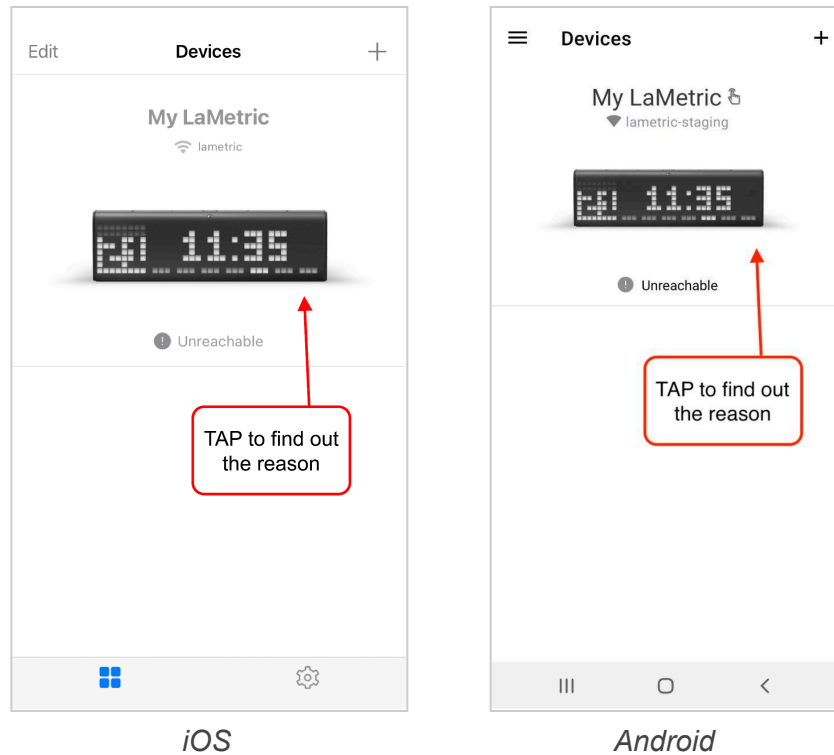 Edit
Devices
My LaMetric
lametric
11:35
Unreachable
TAP to find out
the reason
iOS
Devices
My LaMetric
lametric-staging
11:35
Unreachable
TAP to find out
the reason
Android